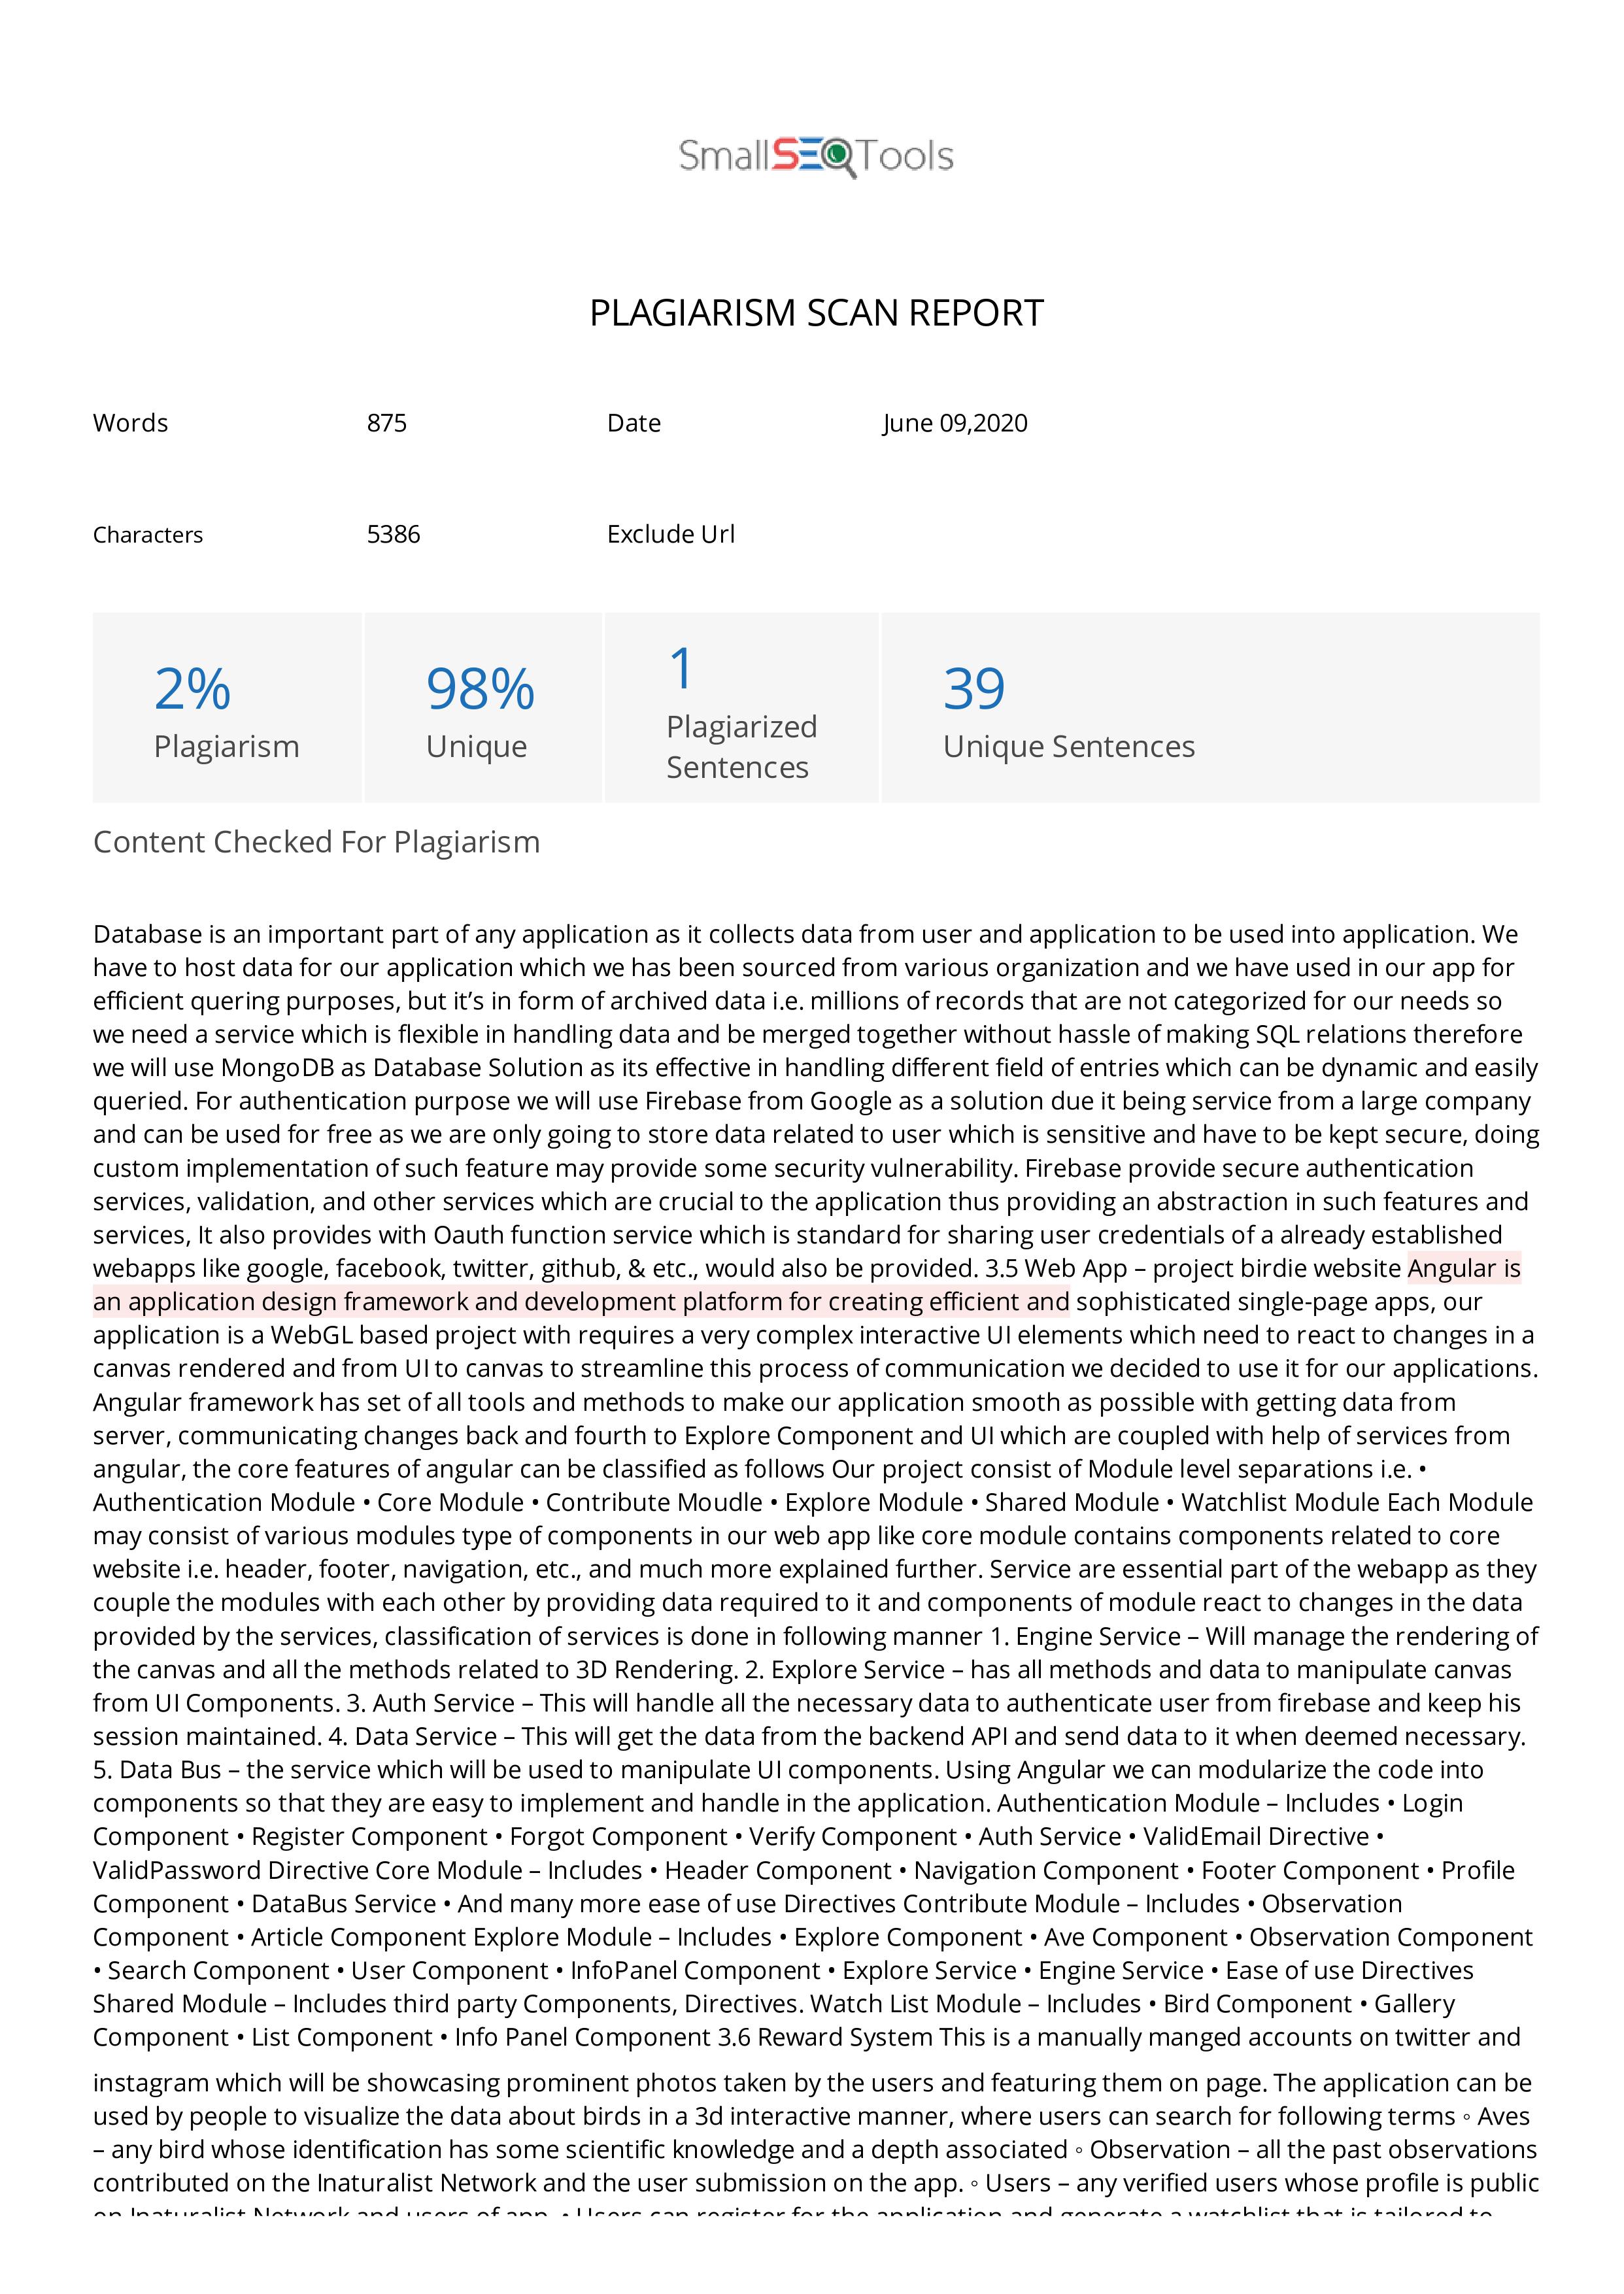 SmallSEOTools
PLAGIARISM SCAN REPORT
Words 875 Date June 09,2020
Characters 5386 Exclude Url
2%
Plagiarism
98%
Unique
1
Plagiarized
Sentences
39
Unique Sentences
Content Checked For Plagiarism
Database is an important part of any application as it collects data from user and application to be used into application. We
have to host data for our application which we has been sourced from various organization and we have used in our app for
efficient quering purposes, but it’s in form of archived data i.e. millions of records that are not categorized for our needs so
we need a service which is flexible in handling data and be merged together without hassle of making SQL relations therefore
we will use MongoDB as Database Solution as its effective in handling different field of entries which can be dynamic and easily
queried. For authentication purpose we will use Firebase from Google as a solution due it being service from a large company
and can be used for free as we are only going to store data related to user which is sensitive and have to be kept secure, doing
custom implementation of such feature may provide some security vulnerability. Firebase provide secure authentication
services, validation, and other services which are crucial to the application thus providing an abstraction in such features and
services, It also provides with Oauth function service which is standard for sharing user credentials of a already established
webapps like google, facebook, twitter, github, & etc., would also be provided. 3.5 Web App – project birdie website Angular is
an application design framework and development platform for creating efficient and sophisticated single-page apps, our
application is a WebGL based project with requires a very complex interactive UI elements which need to react to changes in a
canvas rendered and from UI to canvas to streamline this process of communication we decided to use it for our applications.
Angular framework has set of all tools and methods to make our application smooth as possible with getting data from
server, communicating changes back and fourth to Explore Component and UI which are coupled with help of services from
angular, the core features of angular can be classified as follows Our project consist of Module level separations i.e. •
Authentication Module • Core Module • Contribute Moudle • Explore Module • Shared Module • Watchlist Module Each Module
may consist of various modules type of components in our web app like core module contains components related to core
website i.e. header, footer, navigation, etc., and much more explained further. Service are essential part of the webapp as they
couple the modules with each other by providing data required to it and components of module react to changes in the data
provided by the services, classification of services is done in following manner 1. Engine Service – Will manage the rendering of
the canvas and all the methods related to 3D Rendering. 2. Explore Service – has all methods and data to manipulate canvas
from UI Components. 3. Auth Service – This will handle all the necessary data to authenticate user from firebase and keep his
session maintained. 4. Data Service – This will get the data from the backend API and send data to it when deemed necessary.
5. Data Bus – the service which will be used to manipulate UI components. Using Angular we can modularize the code into
components so that they are easy to implement and handle in the application. Authentication Module – Includes • Login
Component • Register Component • Forgot Component • Verify Component • Auth Service • ValidEmail Directive •
ValidPassword Directive Core Module – Includes • Header Component • Navigation Component • Footer Component • Profile
Component • DataBus Service • And many more ease of use Directives Contribute Module – Includes • Observation
Component • Article Component Explore Module – Includes • Explore Component • Ave Component • Observation Component
• Search Component • User Component • InfoPanel Component • Explore Service • Engine Service • Ease of use Directives
Shared Module – Includes third party Components, Directives. Watch List Module – Includes • Bird Component • Gallery
Component • List Component • Info Panel Component 3.6 Reward System This is a manually manged accounts on twitter and
instagram which will be showcasing prominent photos taken by the users and featuring them on page. The application can be
used by people to visualize the data about birds in a 3d interactive manner, where users can search for following terms ◦ Aves
– any bird whose identification has some scientific knowledge and a depth associated ◦ Observation – all the past observations
contributed on the Inaturalist Network and the user submission on the app. ◦ Users – any verified users whose profile is public
on Inaturalist Network and users of app. • Users can register for the application and generate a watchlist that is tailored to